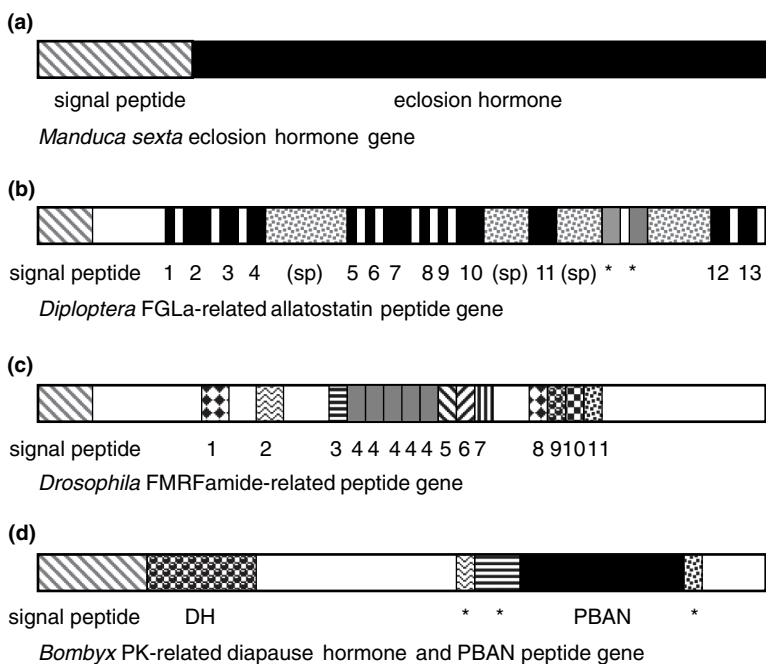 (a)
signal peptide eclosion hormone
Manduca sexta eclosion hormone gene
(b)
signal peptide 1 2 3 4 (sp) 5 6 7 8 9 10 (sp) 11 (sp) * * 12 13
Diploptera FGLa-related allatostatin peptide gene
(c)
signal peptide 1 2 3 4 4 4 4 4 5 6 7 8 9 10 11
Drosophila FMRFamide-related peptide gene
(d)
signal peptide DH * * PBAN *
Bombyx PK-related diapause hormone and PBAN peptide gene